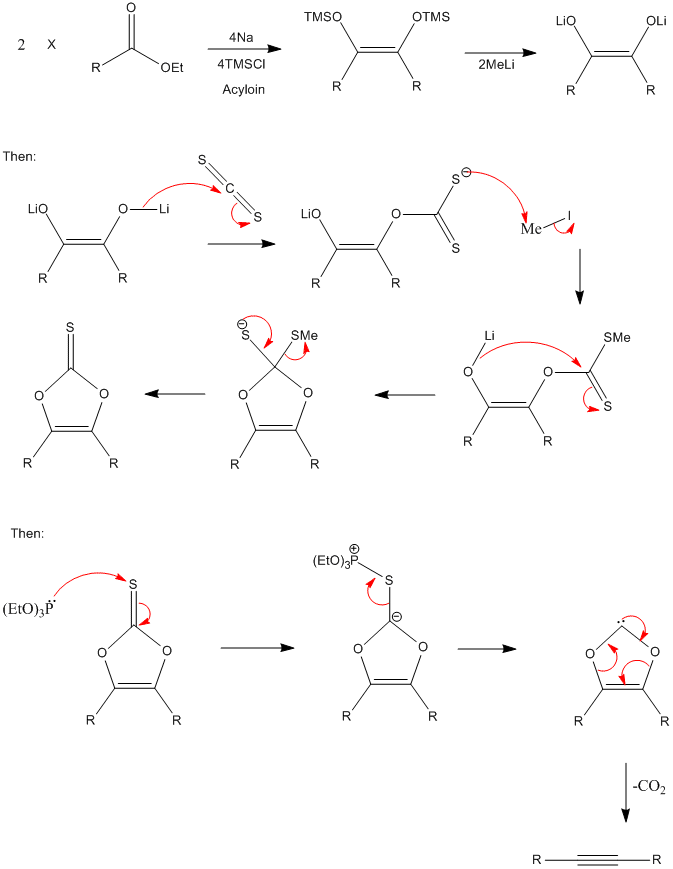 2 X O R OEt
4Na
4TMSCl
Acyloin
TMSO OTMS
R R
2MeLi
LiO OLi
R R
Then:
LiO O Li
R R
S C S
LiO O S⊖
S
R R
Me I
S
O O
R R
S⊖ SMe
O O
R R
Li
O O SMe
S
R R
Then:
(EtO)₃P:
S
O O
R R
(EtO)₃P⊕
S
⊖
O O
R R
..
O O
R R
-CO₂
R R